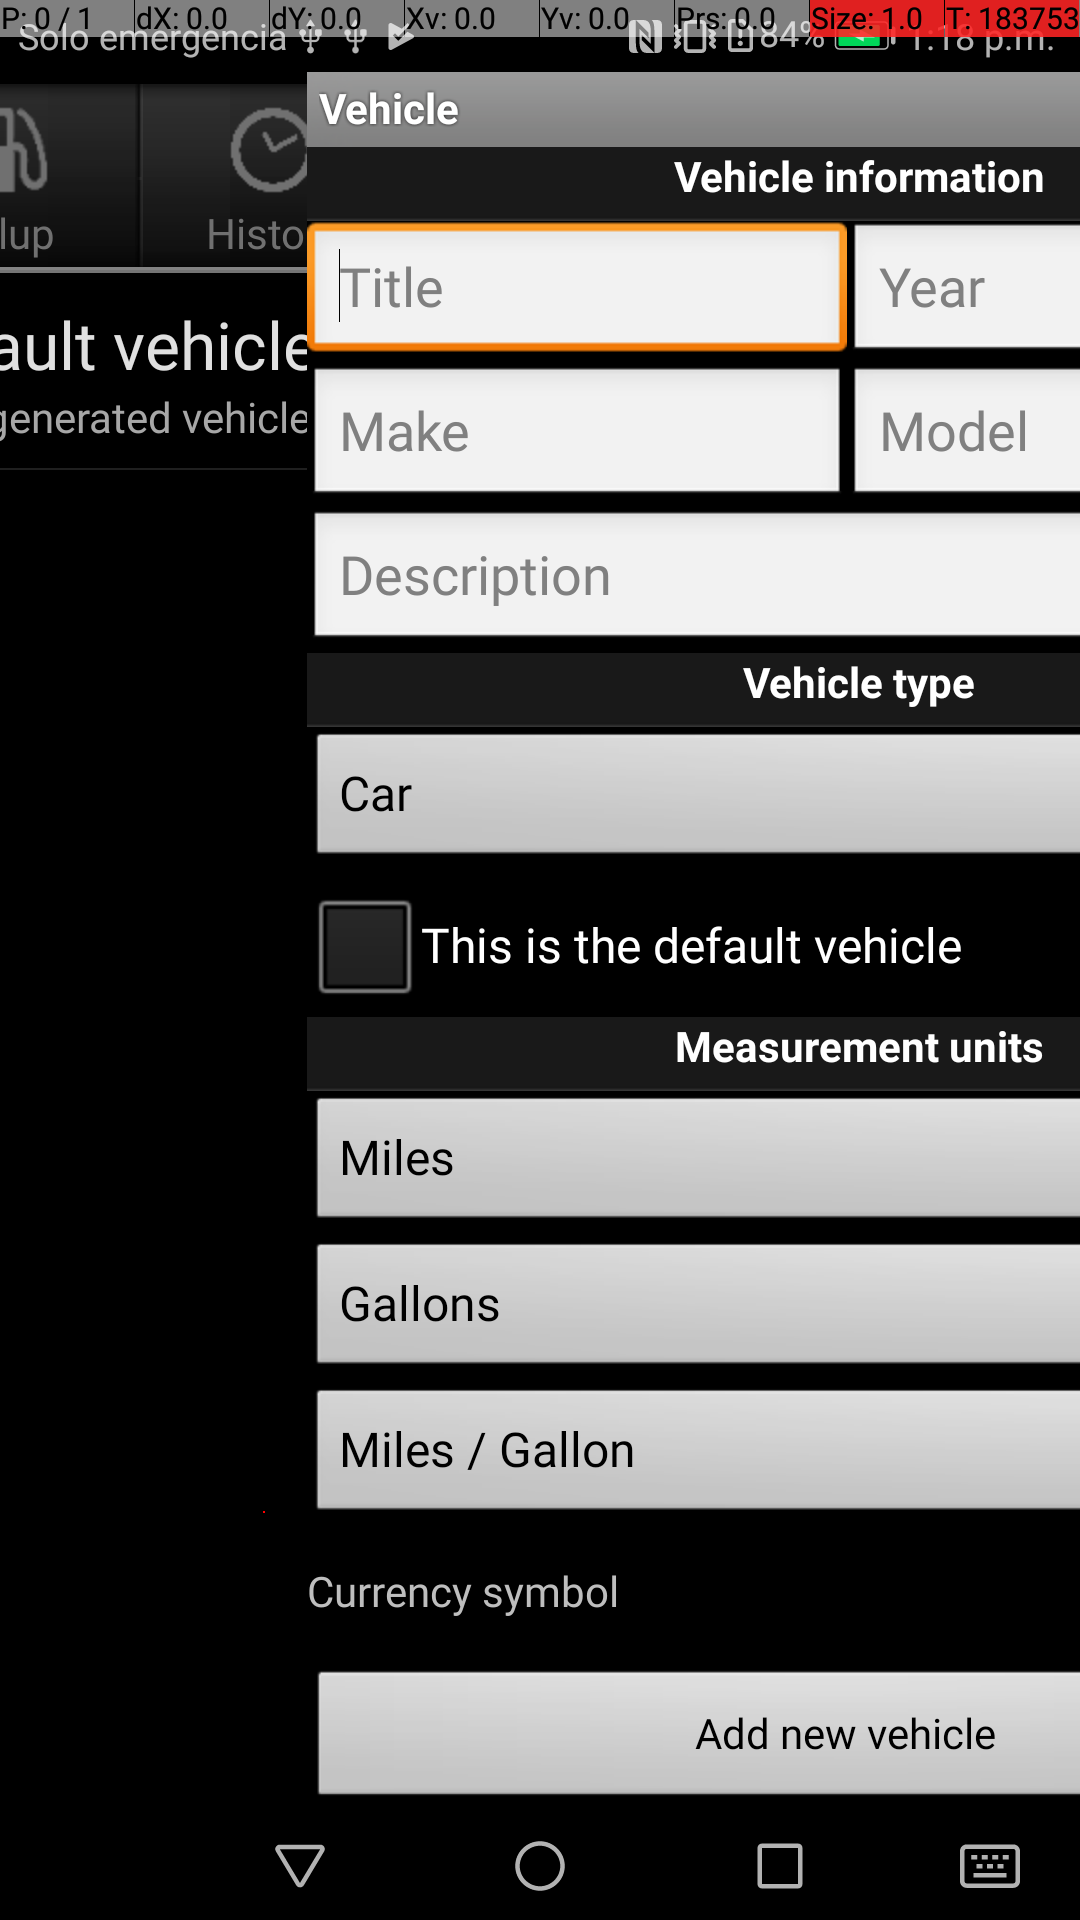 P: 0 / 1 dX: 0.0 dY: 0.0 Xv: 0.0 Yv: 0.0 Prs: 0.0 Size: 1.0 T: 183753
Solo emergencia 84% 1:18 p.m.
Vehicle
lup Histo
Vehicle information
Title Year
ault vehicle
generated vehicle
Make Model
Description
Vehicle type
Car
This is the default vehicle
Measurement units
Miles
Gallons
Miles / Gallon
Currency symbol
Add new vehicle